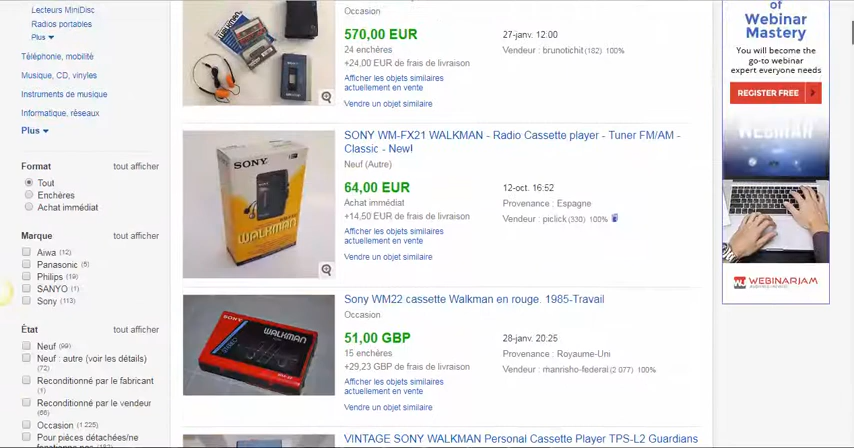 Lecteurs MiniDisc
Radios portables
Plus
Téléphonie, mobilité
Musique, CD, vinyles
Instruments de musique
Informatique, réseaux
Plus
Format
tout afficher
Tout
Enchères
Achat immédiat
Marque
tout afficher
Aiwa (12)
Panasonic (5)
Philips (19)
SANYO (1)
Sony (113)
État
tout afficher
Neuf (99)
Neuf : autre (voir les détails)
(72)
Reconditionné par le fabricant
(1)
Reconditionné par le vendeur
(66)
Occasion (1 225)
Pour pièces détachées/ne
Occasion
570,00 EUR
24 enchères
+24,00 EUR de frais de livraison
Afficher les objets similaires
actuellement en vente
Vendre un objet similaire
27-janv. 12:00
Vendeur : brunotichit (182) 100%
SONY WM-FX21 WALKMAN - Radio Cassette player - Tuner FM/AM -
Classic - New!
Neuf (Autre)
64,00 EUR
Achat immédiat
+14,50 EUR de frais de livraison
Afficher les objets similaires
actuellement en vente
Vendre un objet similaire
12-oct. 16:52
Provenance : Espagne
Vendeur : piclick (330) 100%
SONY
WALKMAN
Sony WM22 cassette Walkman en rouge. 1985-Travail
Occasion
51,00 GBP
15 enchères
+29,23 GBP de frais de livraison
Afficher les objets similaires
actuellement en vente
Vendre un objet similaire
28-janv. 20:25
Provenance : Royaume-Uni
Vendeur : manrisho-federal (2 077) 100%
SONY
WALKMAN
VINTAGE SONY WALKMAN Personal Cassette Player TPS-L2 Guardians
of
Webinar
Mastery
You will become the
go-to webinar
expert everyone needs
REGISTER FREE
WEBINAR
WEBINARJAM